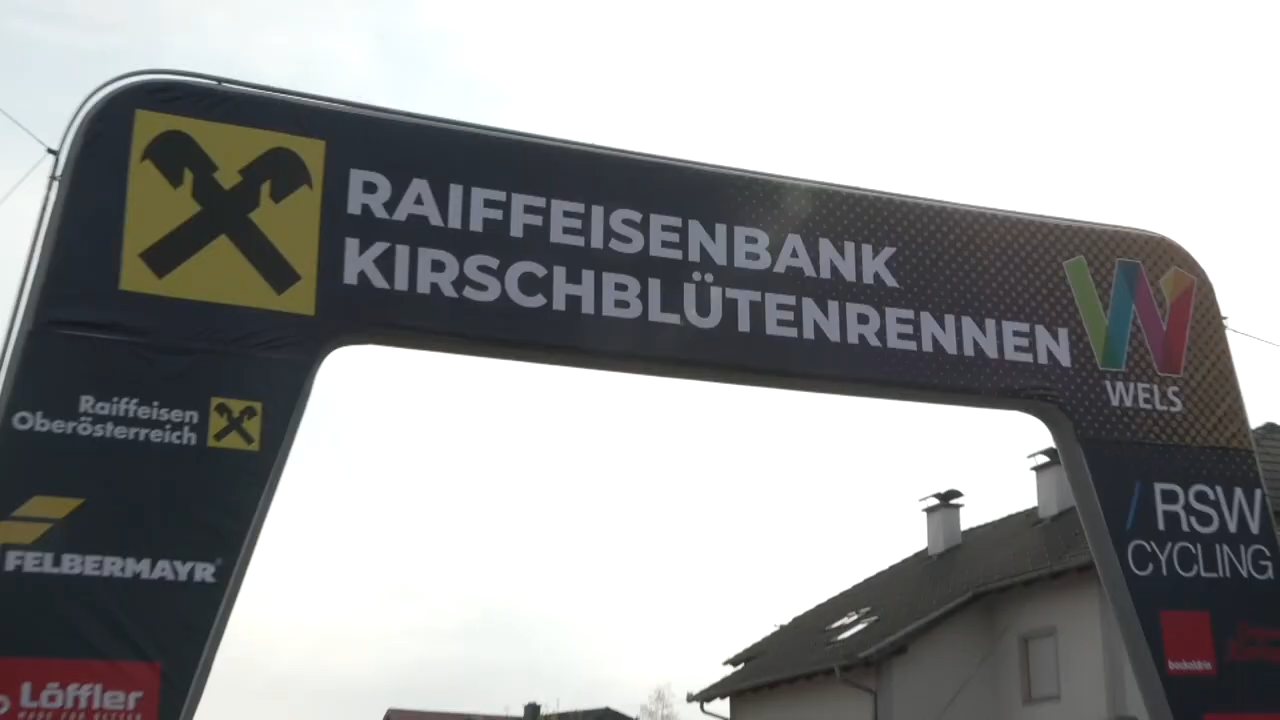 RAIFFEISENBANK
KIRSCHBLÜTENRENNEN
WELS
Raiffeisen
Oberösterreich
FELBERMAYR
Löffler
/RSW
CYCLING